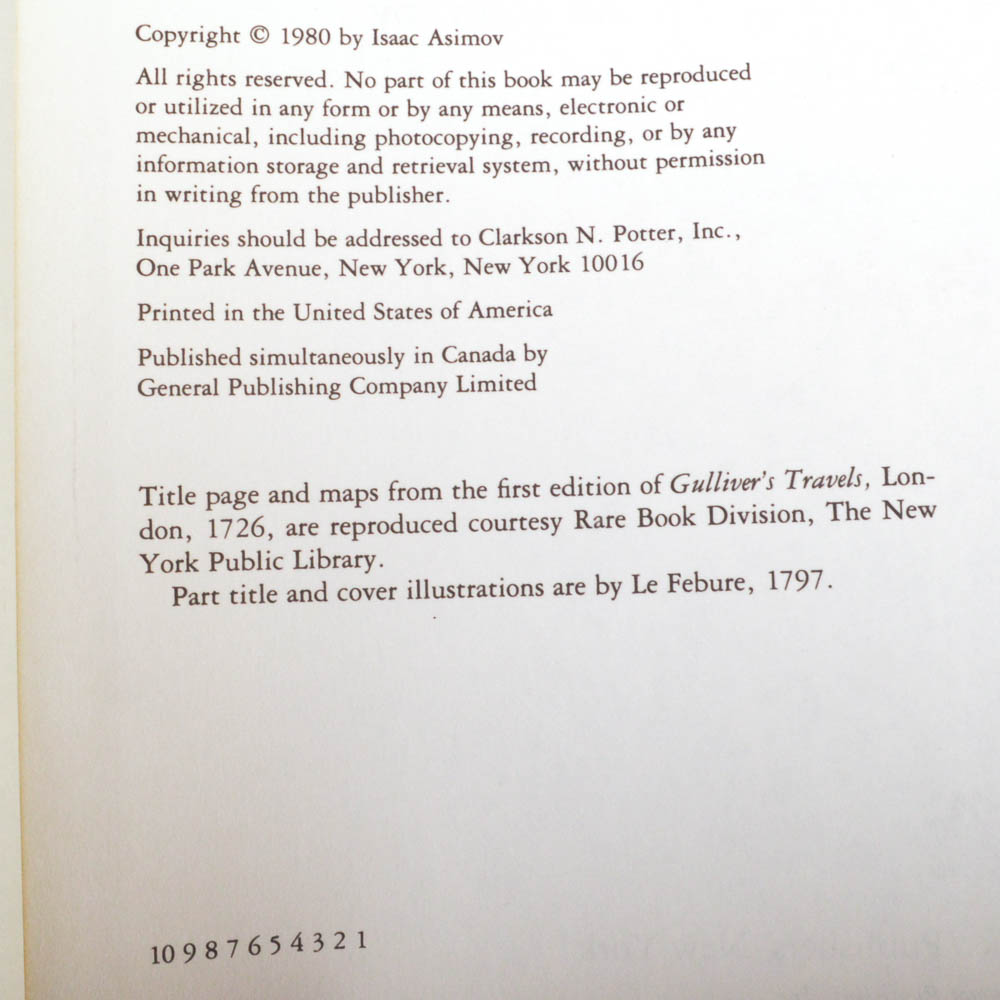 Copyright © 1980 by Isaac Asimov
All rights reserved. No part of this book may be reproduced
or utilized in any form or by any means, electronic or
mechanical, including photocopying, recording, or by any
information storage and retrieval system, without permission
in writing from the publisher.
Inquiries should be addressed to Clarkson N. Potter, Inc.,
One Park Avenue, New York, New York 10016
Printed in the United States of America
Published simultaneously in Canada by
General Publishing Company Limited
Title page and maps from the first edition of Gulliver's Travels, Lon-
don, 1726, are reproduced courtesy Rare Book Division, The New
York Public Library.
Part title and cover illustrations are by Le Febure, 1797.
10 9 8 7 6 5 4 3 2 1